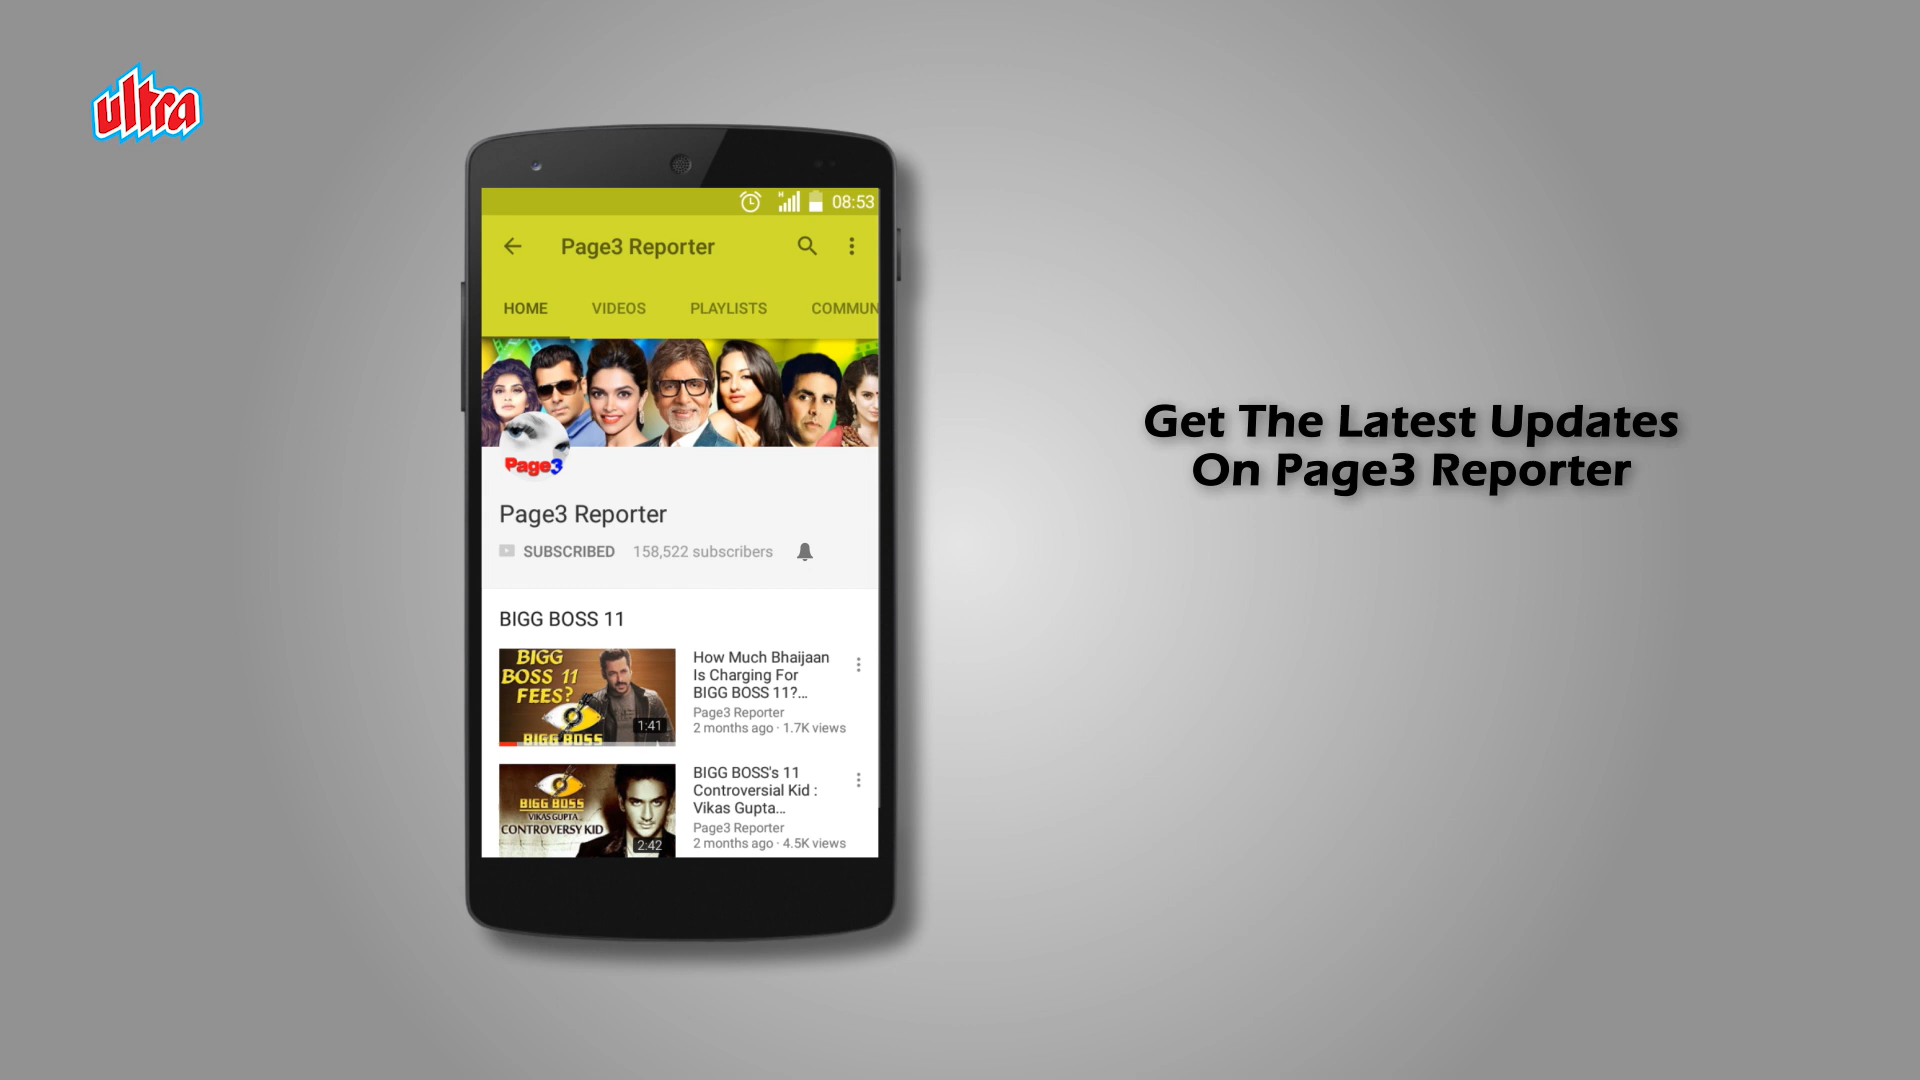 ultra
08:53
Page3 Reporter
HOME VIDEOS PLAYLISTS COMMUN
Page3
Page3 Reporter
SUBSCRIBED 158,522 subscribers
BIGG BOSS 11
BIGG
BOSS 11
FEES?
BIGG BOSS
1:41
How Much Bhaijaan
Is Charging For
BIGG BOSS 11?...
Page3 Reporter
2 months ago · 1.7K views
BIGG BOSS
VIKAS GUPTA
CONTROVERSY KID
2:42
BIGG BOSS's 11
Controversial Kid :
Vikas Gupta...
Page3 Reporter
2 months ago · 4.5K views
Get The Latest Updates
On Page3 Reporter